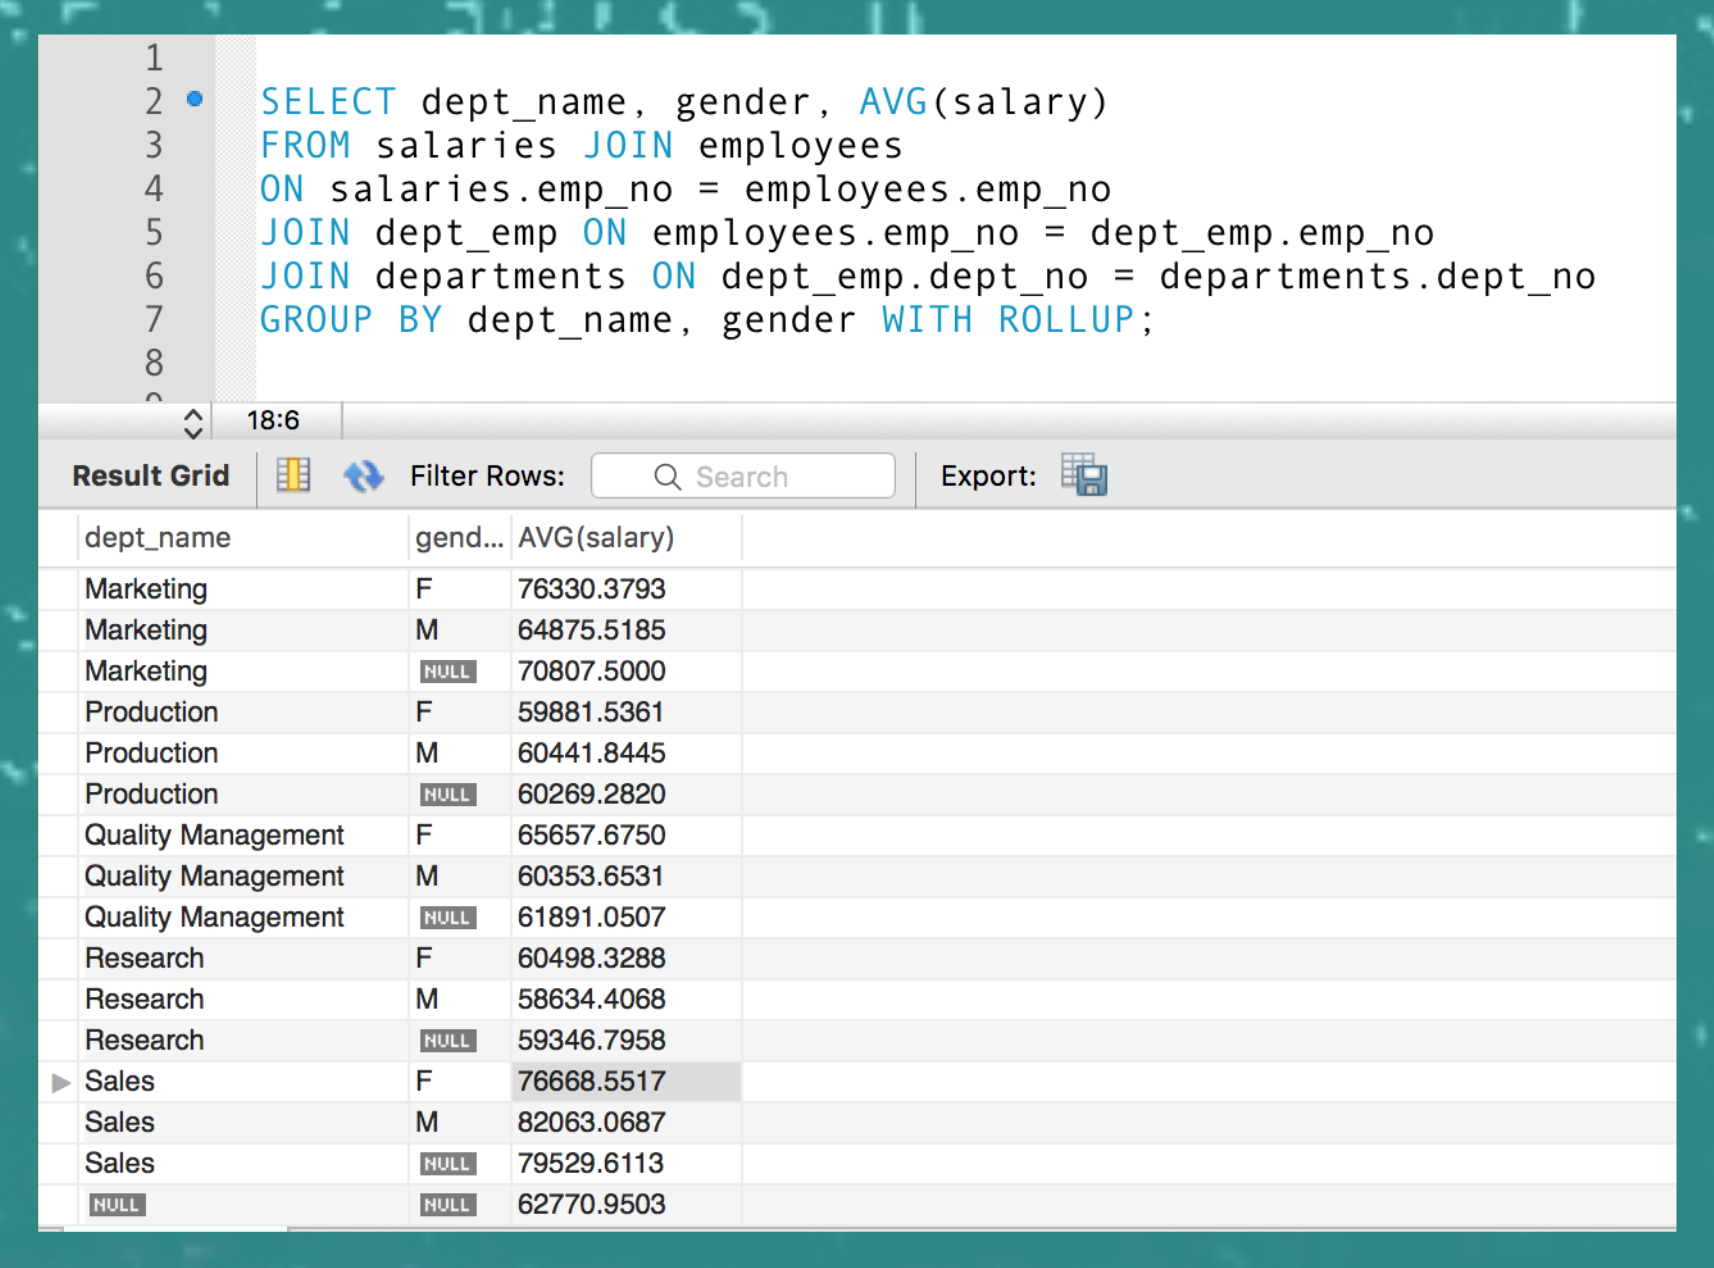 1
2 SELECT dept_name, gender, AVG(salary)
3 FROM salaries JOIN employees
4 ON salaries.emp_no = employees.emp_no
5 JOIN dept_emp ON employees.emp_no = dept_emp.emp_no
6 JOIN departments ON dept_emp.dept_no = departments.dept_no
7 GROUP BY dept_name, gender WITH ROLLUP;
8
18:6
Result Grid Filter Rows: Search Export:
dept_name gend... AVG(salary)
Marketing F 76330.3793
Marketing M 64875.5185
Marketing NULL 70807.5000
Production F 59881.5361
Production M 60441.8445
Production NULL 60269.2820
Quality Management F 65657.6750
Quality Management M 60353.6531
Quality Management NULL 61891.0507
Research F 60498.3288
Research M 58634.4068
Research NULL 59346.7958
Sales F 76668.5517
Sales M 82063.0687
Sales NULL 79529.6113
NULL NULL 62770.9503